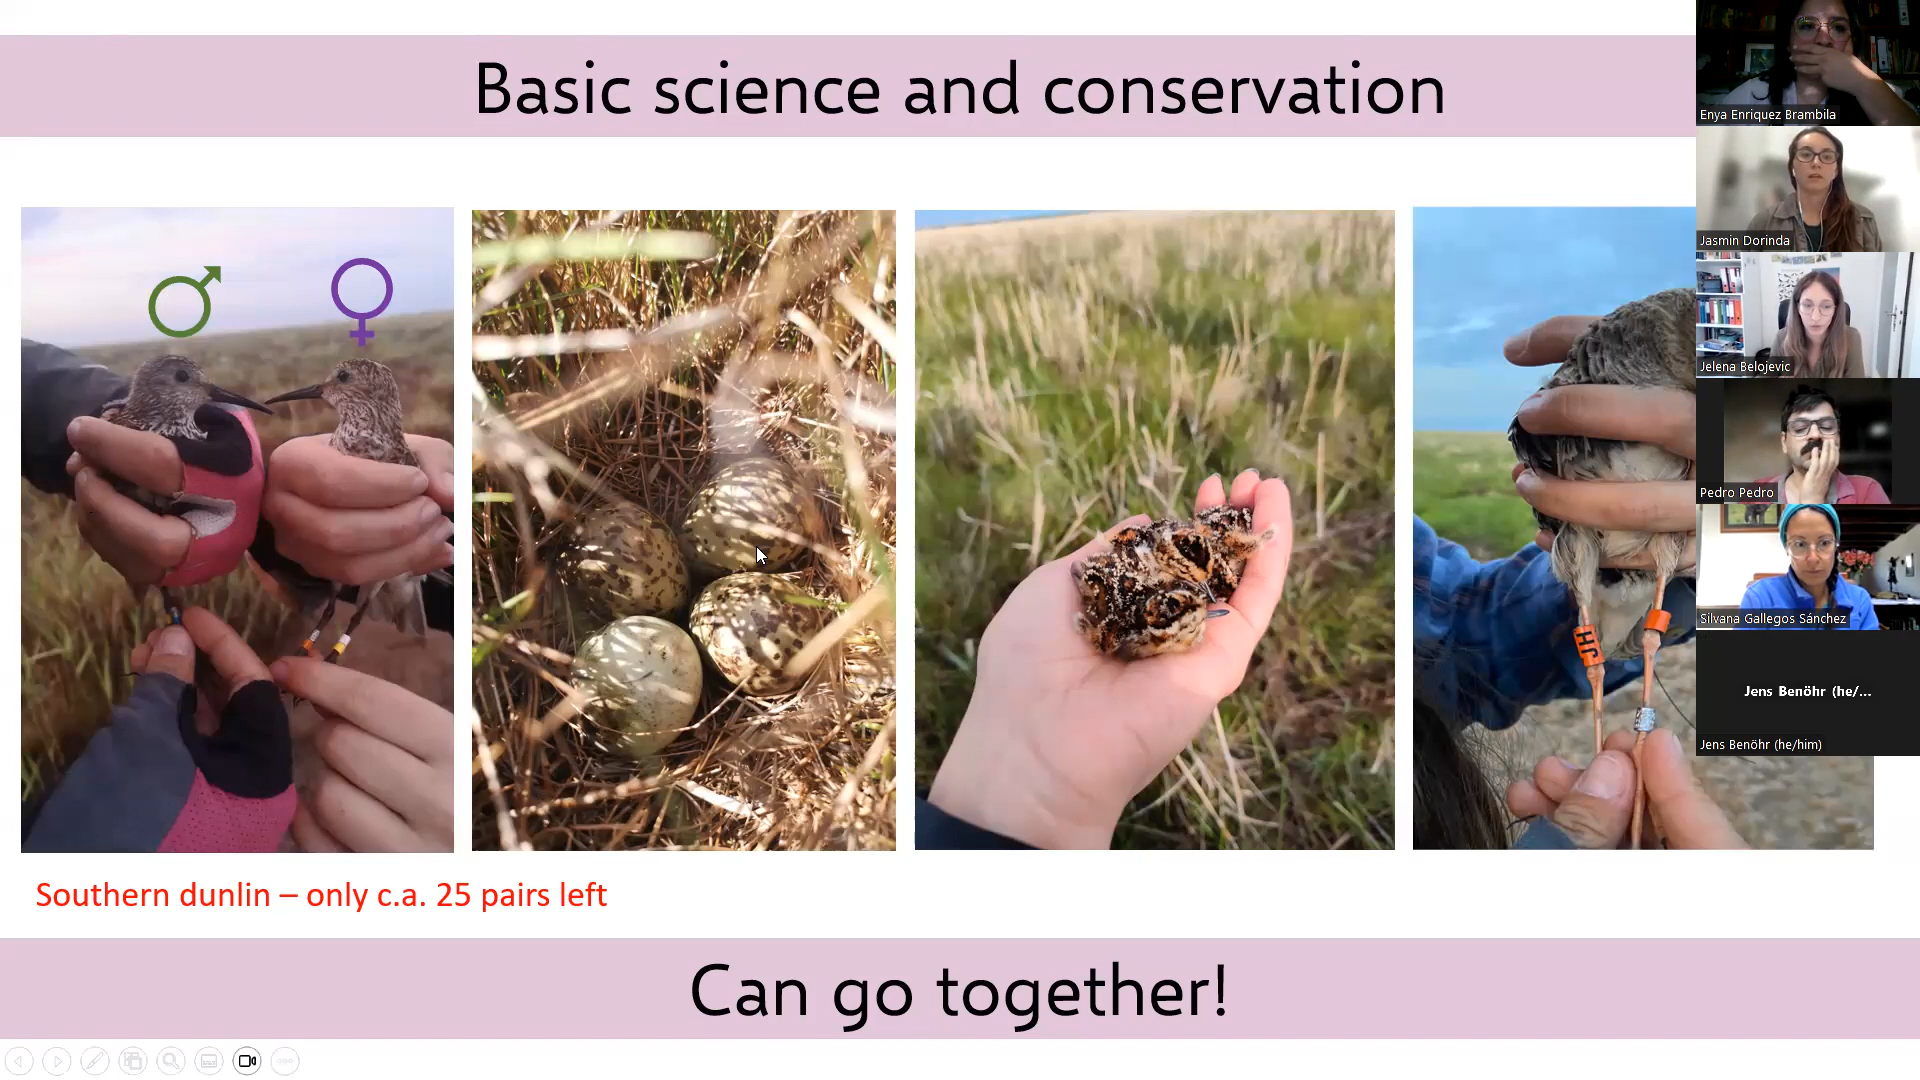 Basic science and conservation
Enya Enriquez Brambila
Jasmin Dorinda
Jelena Belojevic
Pedro Pedro
Silvana Gallegos Sánchez
Jens Benöhr (he/...
Jens Benöhr (he/him)
JH
Southern dunlin – only c.a. 25 pairs left
Can go together!